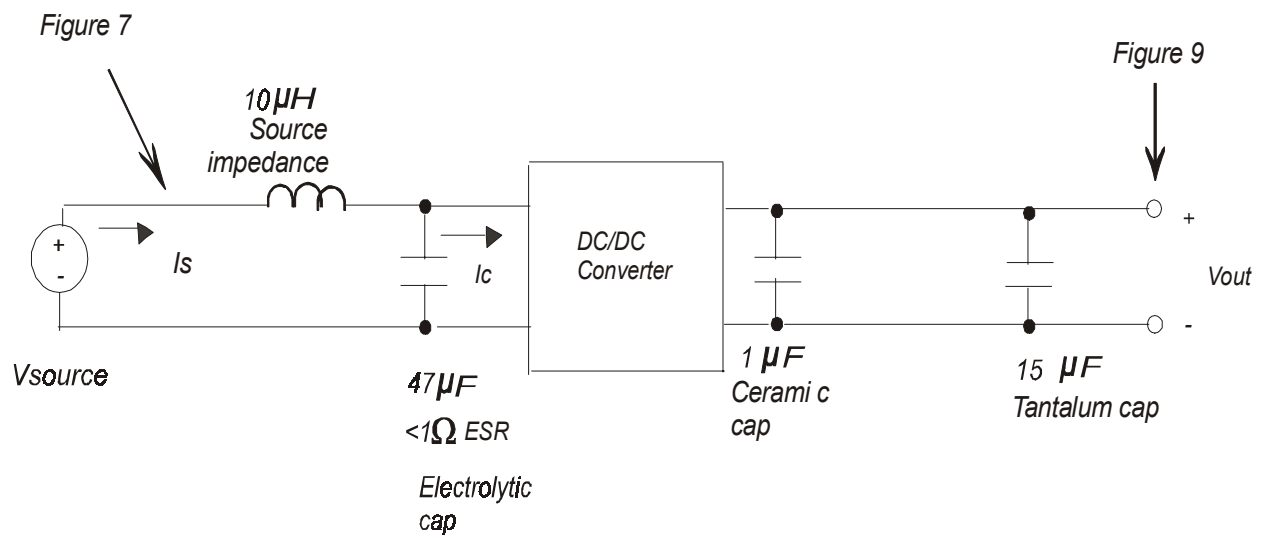 Figure 7
Figure 9
10µH
Source
impedance
+
-
Is
Ic
DC/DC
Converter
+
Vout
-
Vsource
47µF
<1Ω ESR
Electrolytic
cap
1 µF
Cerami c
cap
15 µF
Tantalum cap